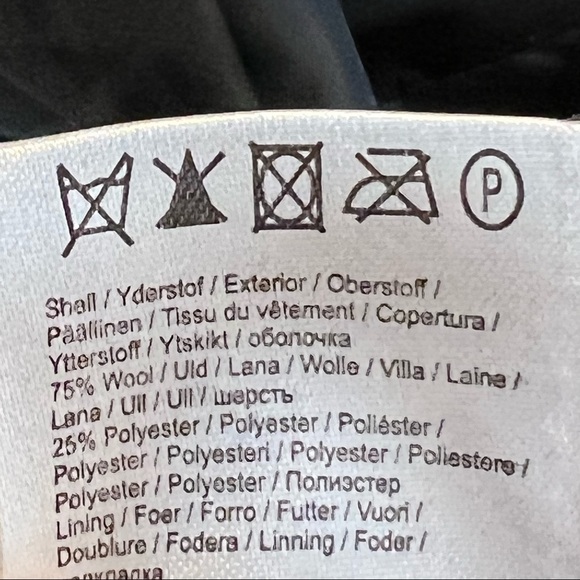 P
Shell / Yderstof / Exterior / Oberstoff /
Päällinen / Tissu du vêtement / Copertura /
Ytterstoff / Ytskikt / оболочка
75% Wool / Uld / Lana / Wolle / Villa / Laine /
Lana / Ull / Ull / шерсть
25% Polyester / Polyester / Poliéster /
Polyester / Polyesteri / Polyester / Poliestere /
Polyester / Polyester / Полиэстер
Lining / Foer / Forro / Futter / Vuori /
Doublure / Fodera / Linning / Foder /